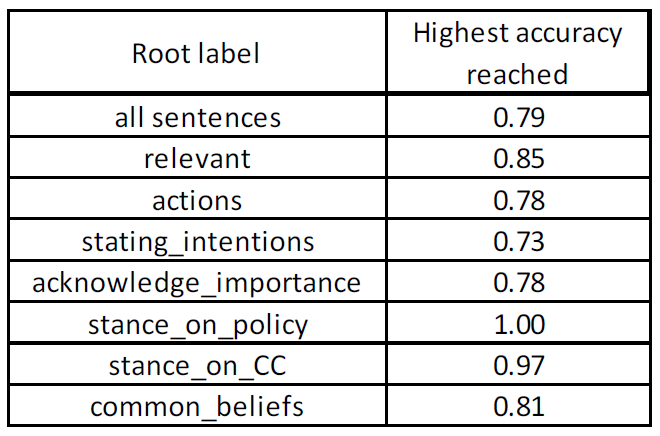 Root label Highest accuracy
reached
all sentences 0.79
relevant 0.85
actions 0.78
stating_intentions 0.73
acknowledge_importance 0.78
stance_on_policy 1.00
stance_on_CC 0.97
common_beliefs 0.81